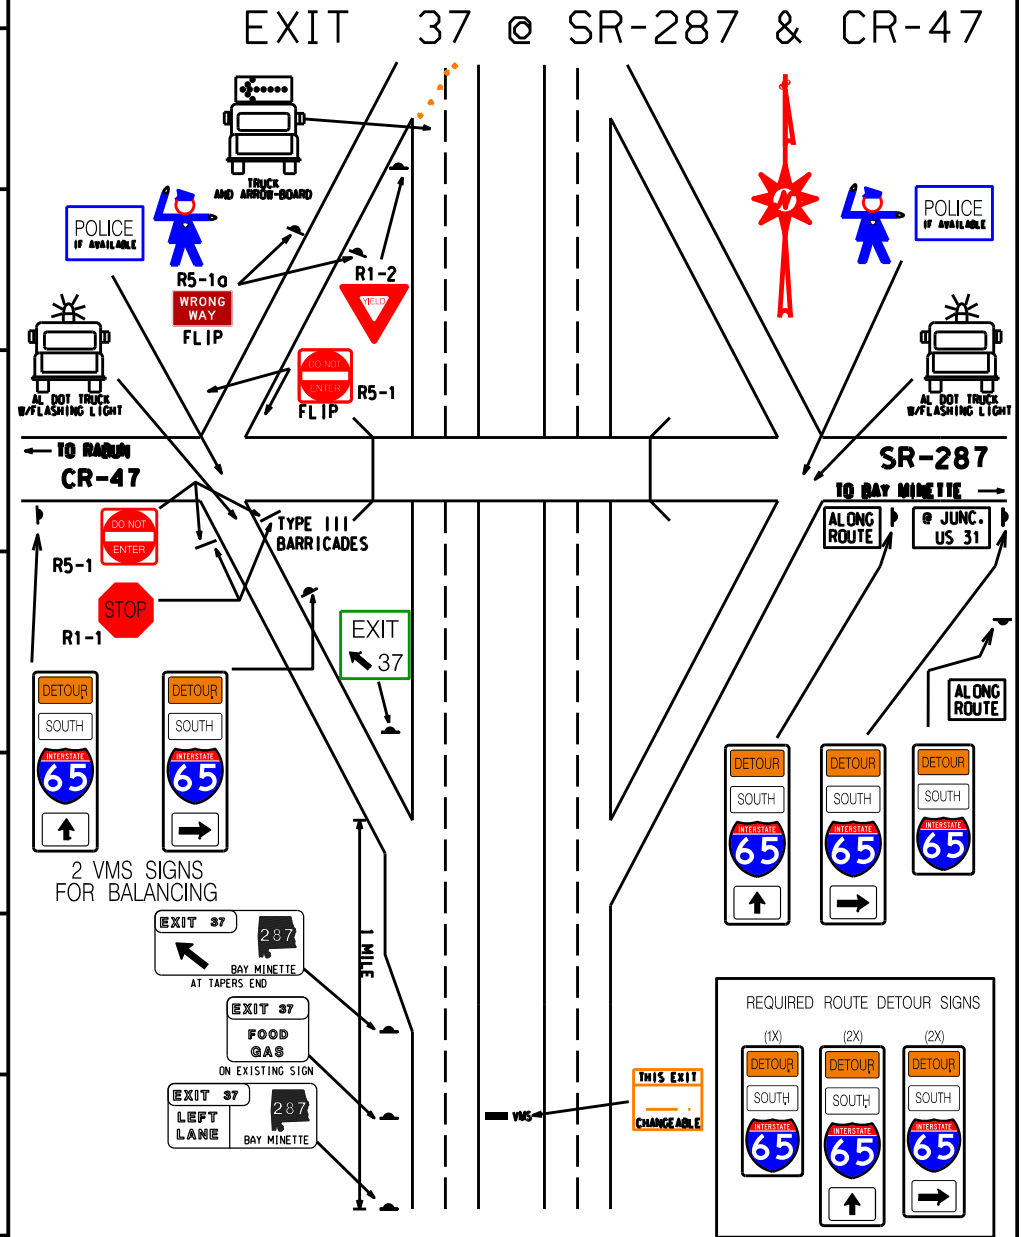 EXIT 37 @ SR-287 & CR-47
TRUCK
AND ARROW-BOARD
POLICE
IF AVAILABLE
R5-1a
WRONG
WAY
FLIP
R1-2
YIELD
N
POLICE
IF AVAILABLE
AL DOT TRUCK
W/FLASHING LIGHT
DO NOT
ENTER
R5-1
FLIP
AL DOT TRUCK
W/FLASHING LIGHT
← TO RABUN
CR-47
SR-287
TO BAY MINETTE →
DO NOT
ENTER
R5-1
TYPE III
BARRICADES
ALONG
ROUTE
@ JUNC.
US 31
STOP
R1-1
EXIT
37
ALONG
ROUTE
DETOUR
SOUTH
INTERSTATE
65
DETOUR
SOUTH
INTERSTATE
65
DETOUR
SOUTH
INTERSTATE
65
DETOUR
SOUTH
INTERSTATE
65
DETOUR
SOUTH
INTERSTATE
65
2 VMS SIGNS
FOR BALANCING
EXIT 37
287
BAY MINETTE
AT TAPERS END
1 MILE
EXIT 37
FOOD
GAS
ON EXISTING SIGN
EXIT 37
LEFT
LANE
287
BAY MINETTE
VMS
THIS EXIT
CHANGEABLE
REQUIRED ROUTE DETOUR SIGNS
(1X)
DETOUR
SOUTH
INTERSTATE
65
(2X)
DETOUR
SOUTH
INTERSTATE
65
(2X)
DETOUR
SOUTH
INTERSTATE
65